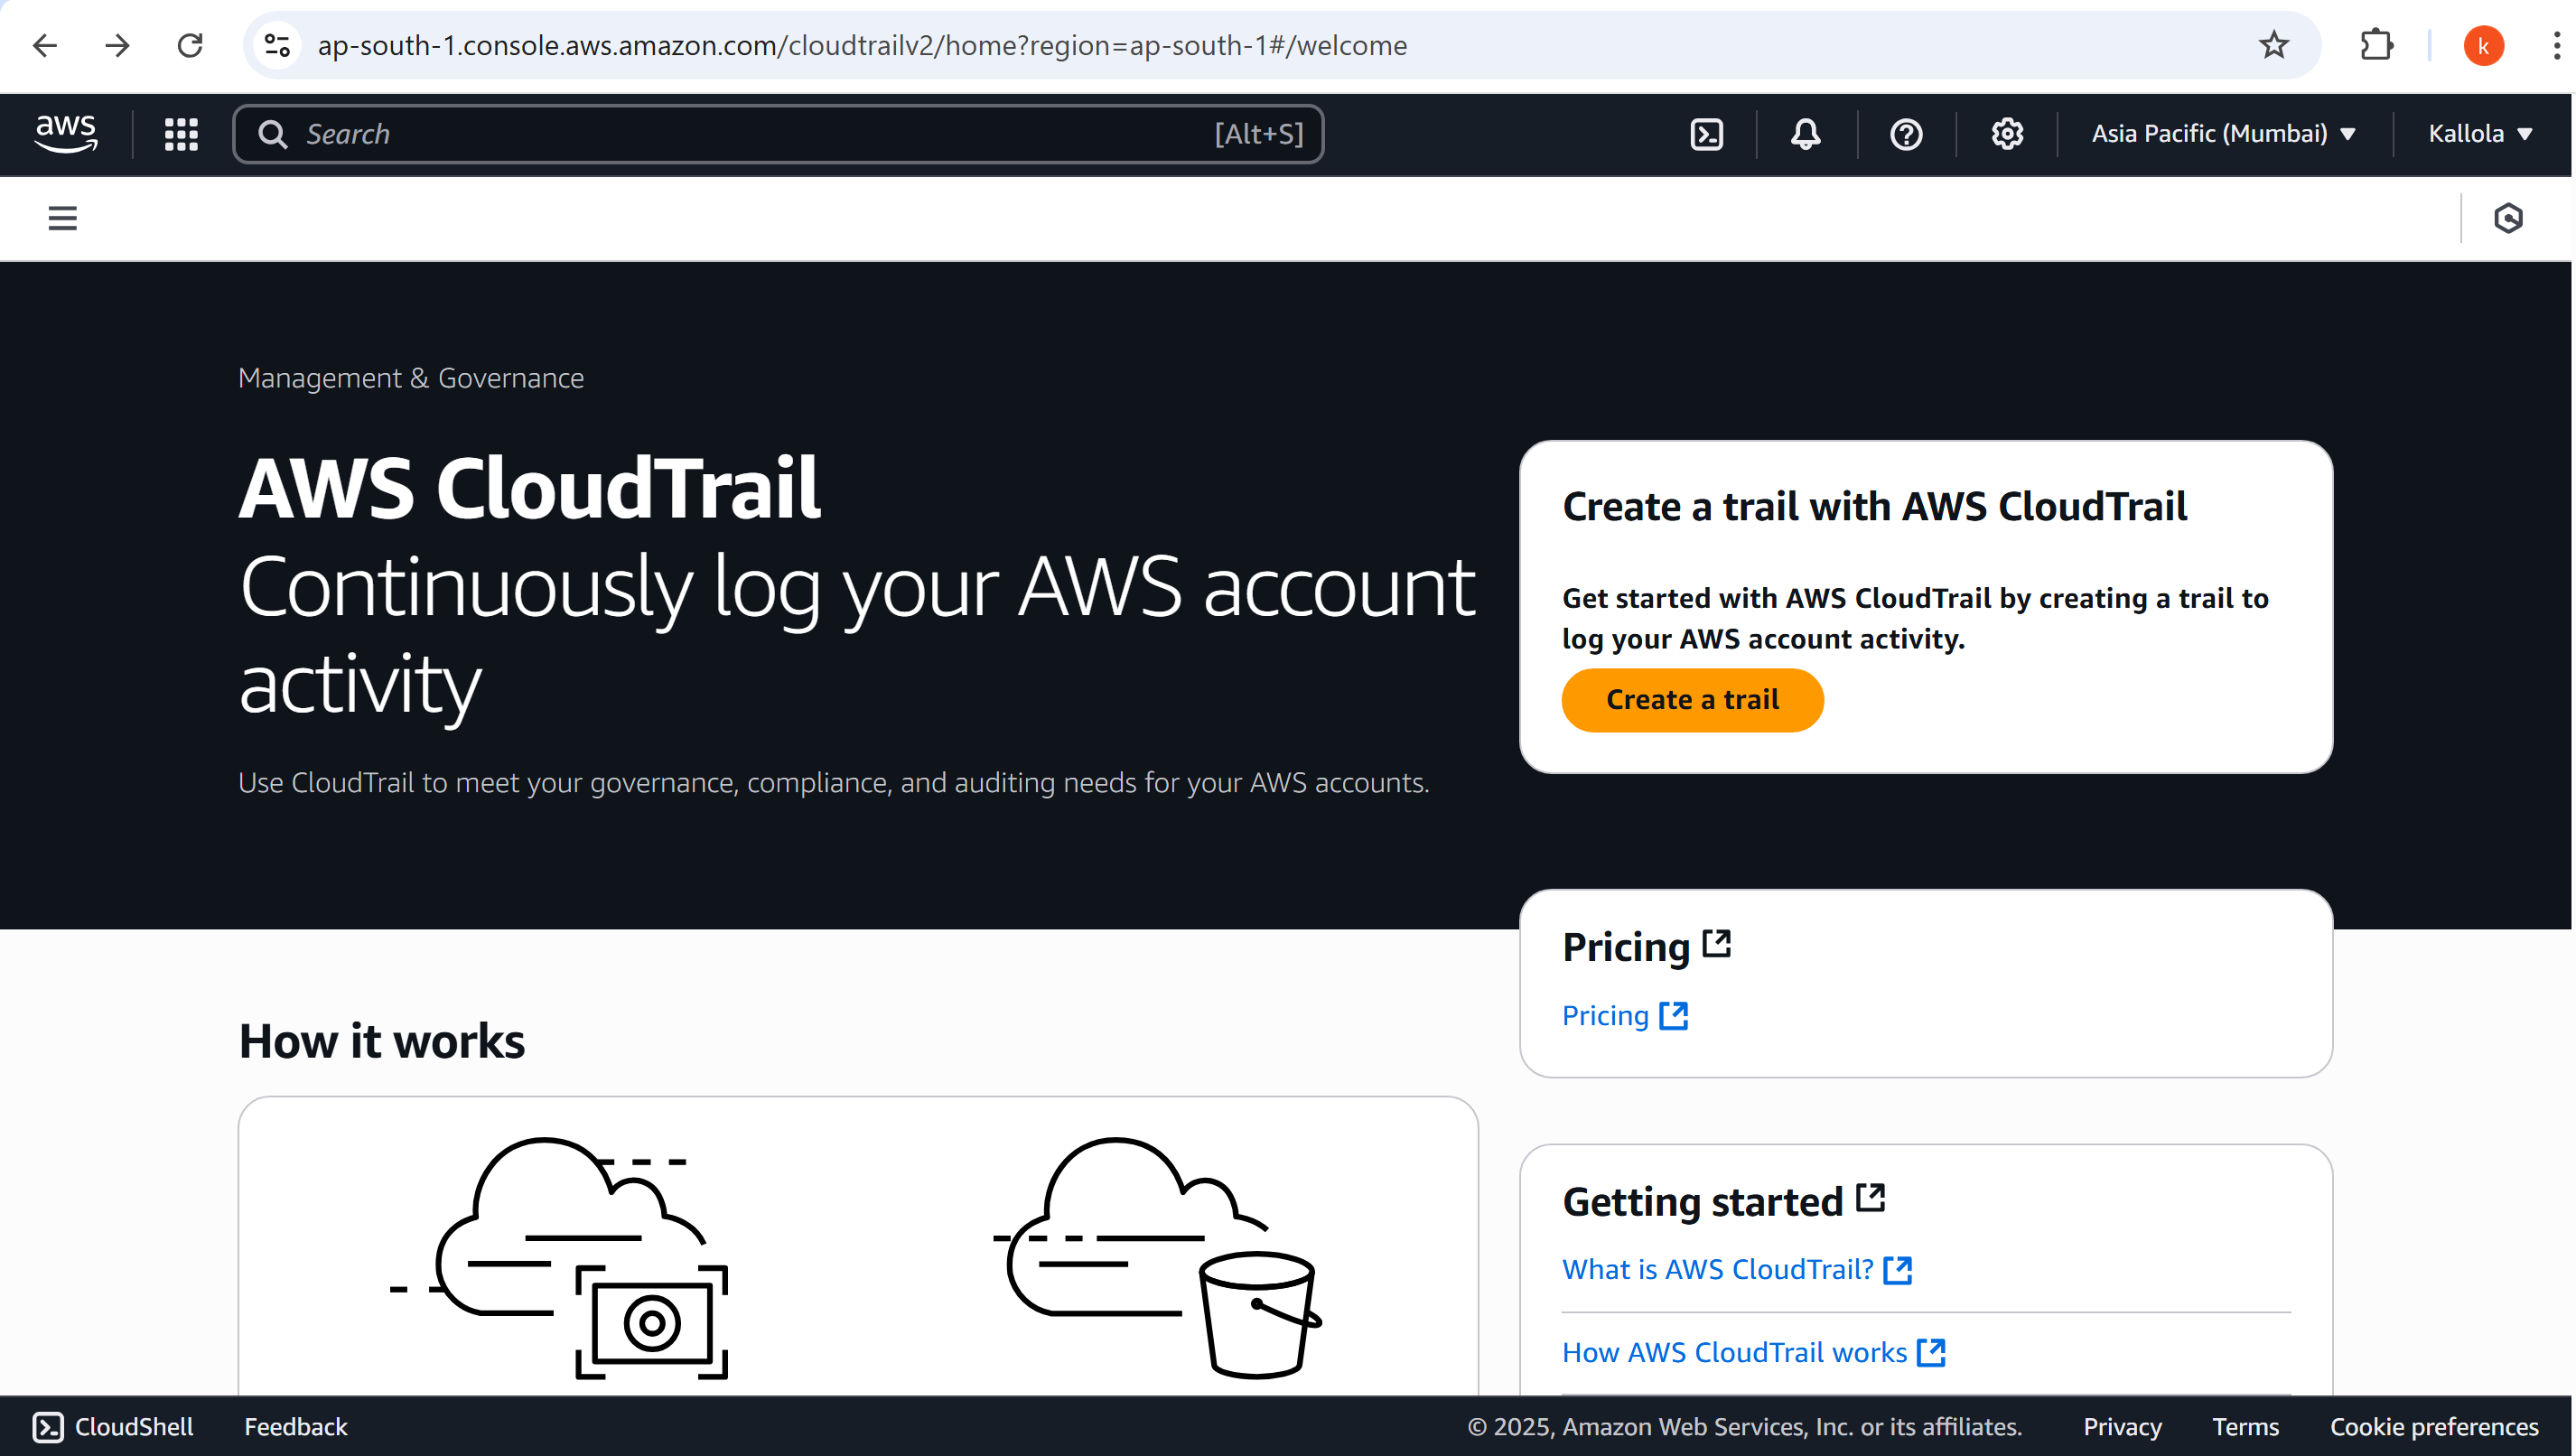 ap-south-1.console.aws.amazon.com/cloudtrailv2/home?region=ap-south-1#/welcome
k
aws
Search
[Alt+S]
Asia Pacific (Mumbai)
Kallola
Management & Governance
AWS CloudTrail
Continuously log your AWS account
activity
Use CloudTrail to meet your governance, compliance, and auditing needs for your AWS accounts.
Create a trail with AWS CloudTrail
Get started with AWS CloudTrail by creating a trail to
log your AWS account activity.
Create a trail
Pricing
Pricing
How it works
Getting started
What is AWS CloudTrail?
How AWS CloudTrail works
CloudShell
Feedback
© 2025, Amazon Web Services, Inc. or its affiliates.
Privacy
Terms
Cookie preferences